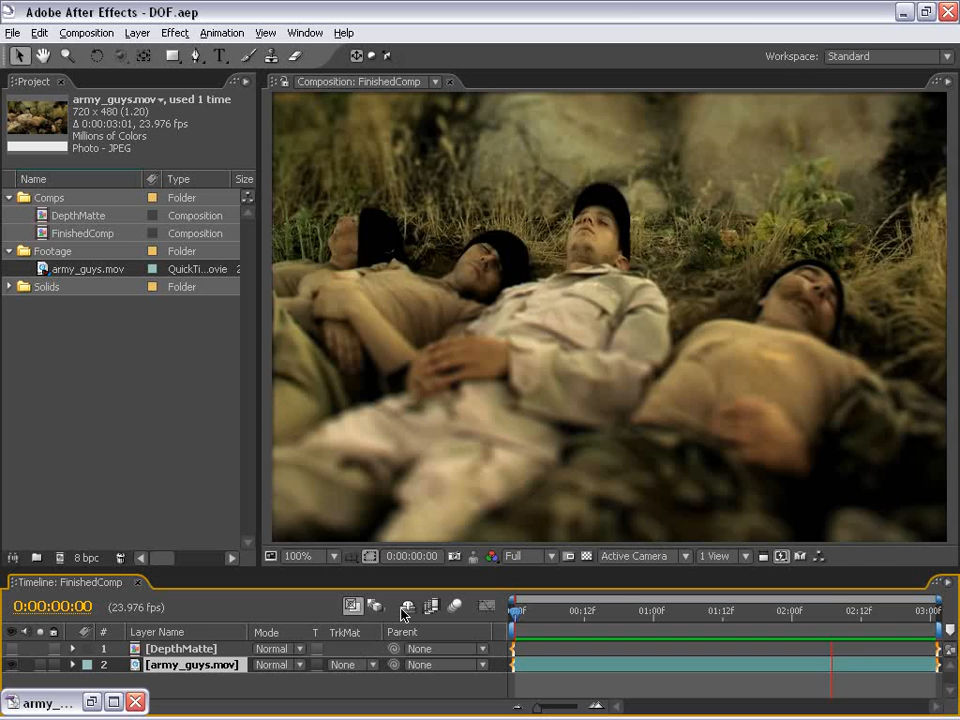 Adobe After Effects - DOF.aep
File Edit Composition Layer Effect Animation View Window Help
T Workspace: Standard
Project × Composition: FinishedComp ×
army_guys.mov, used 1 time
720 x 480 (1.20)
Δ 0:00:03:01, 23.976 fps
Millions of Colors
Photo - JPEG
Name Type Size
Comps Folder
DepthMatte Composition
FinishedComp Composition
Footage Folder
army_guys.mov QuickTi...ovie 2
Solids Folder
8 bpc 100% 0:00:00:00 Full Active Camera 1 View
Timeline: FinishedComp ×
0:00:00:00 (23.976 fps) 00:12F 01:00F 01:12F 02:00F 02:12F 03:00F
# Layer Name Mode T TrkMat Parent
1 [DepthMatte] Normal None
2 [army_guys.mov] Normal None None
army_...